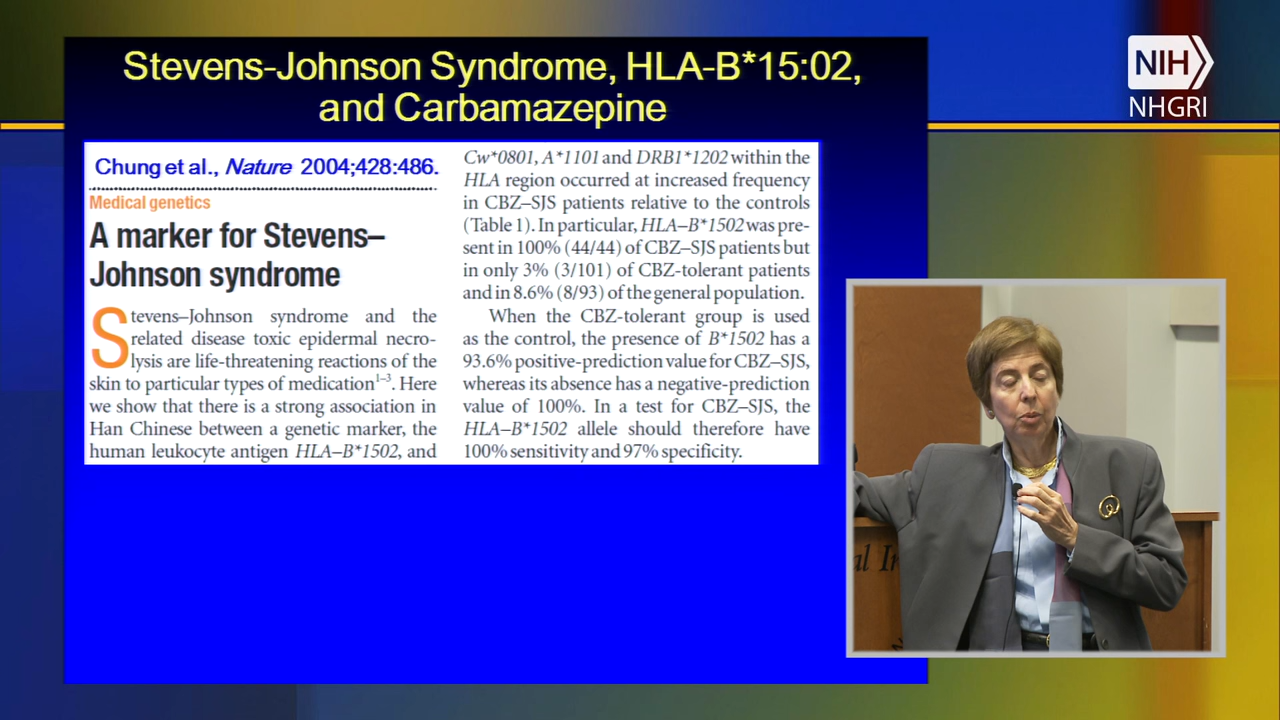 Stevens-Johnson Syndrome, HLA-B*15:02,
and Carbamazepine
NIH
NHGRI
Chung et al., Nature 2004;428:486.
Medical genetics
A marker for Stevens–
Johnson syndrome
Stevens–Johnson syndrome and the
related disease toxic epidermal necro-
lysis are life-threatening reactions of the
skin to particular types of medication1–3. Here
we show that there is a strong association in
Han Chinese between a genetic marker, the
human leukocyte antigen HLA–B*1502, and
Cw*0801, A*1101 and DRB1*1202 within the
HLA region occurred at increased frequency
in CBZ–SJS patients relative to the controls
(Table 1). In particular, HLA–B*1502 was pre-
sent in 100% (44/44) of CBZ–SJS patients but
in only 3% (3/101) of CBZ-tolerant patients
and in 8.6% (8/93) of the general population.
When the CBZ-tolerant group is used
as the control, the presence of B*1502 has a
93.6% positive-prediction value for CBZ–SJS,
whereas its absence has a negative-prediction
value of 100%. In a test for CBZ–SJS, the
HLA–B*1502 allele should therefore have
100% sensitivity and 97% specificity.